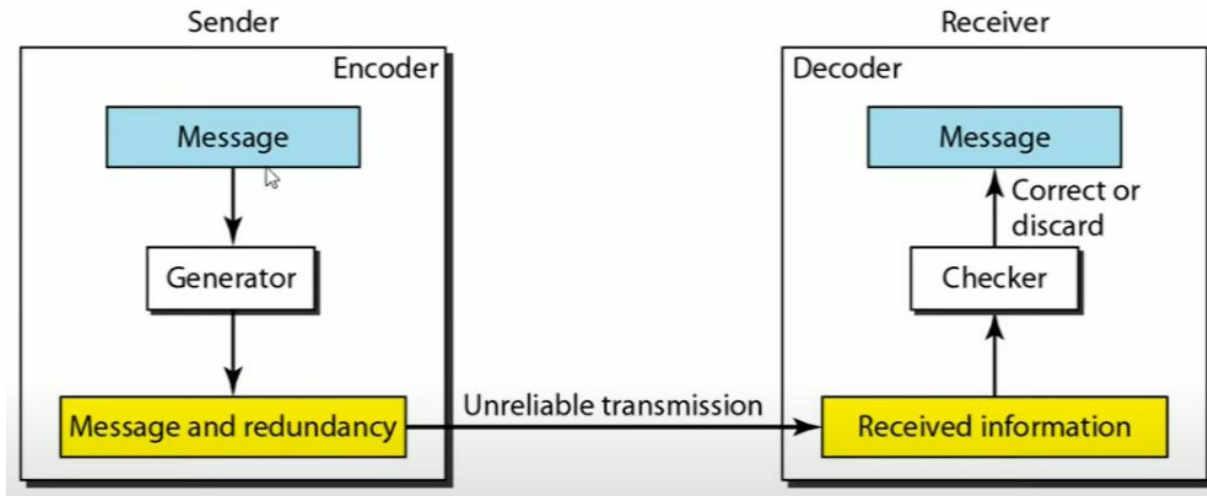 Sender
Receiver
Encoder
Decoder
Message
Message
Correct or
discard
Generator
Checker
Unreliable transmission
Message and redundancy
Received information